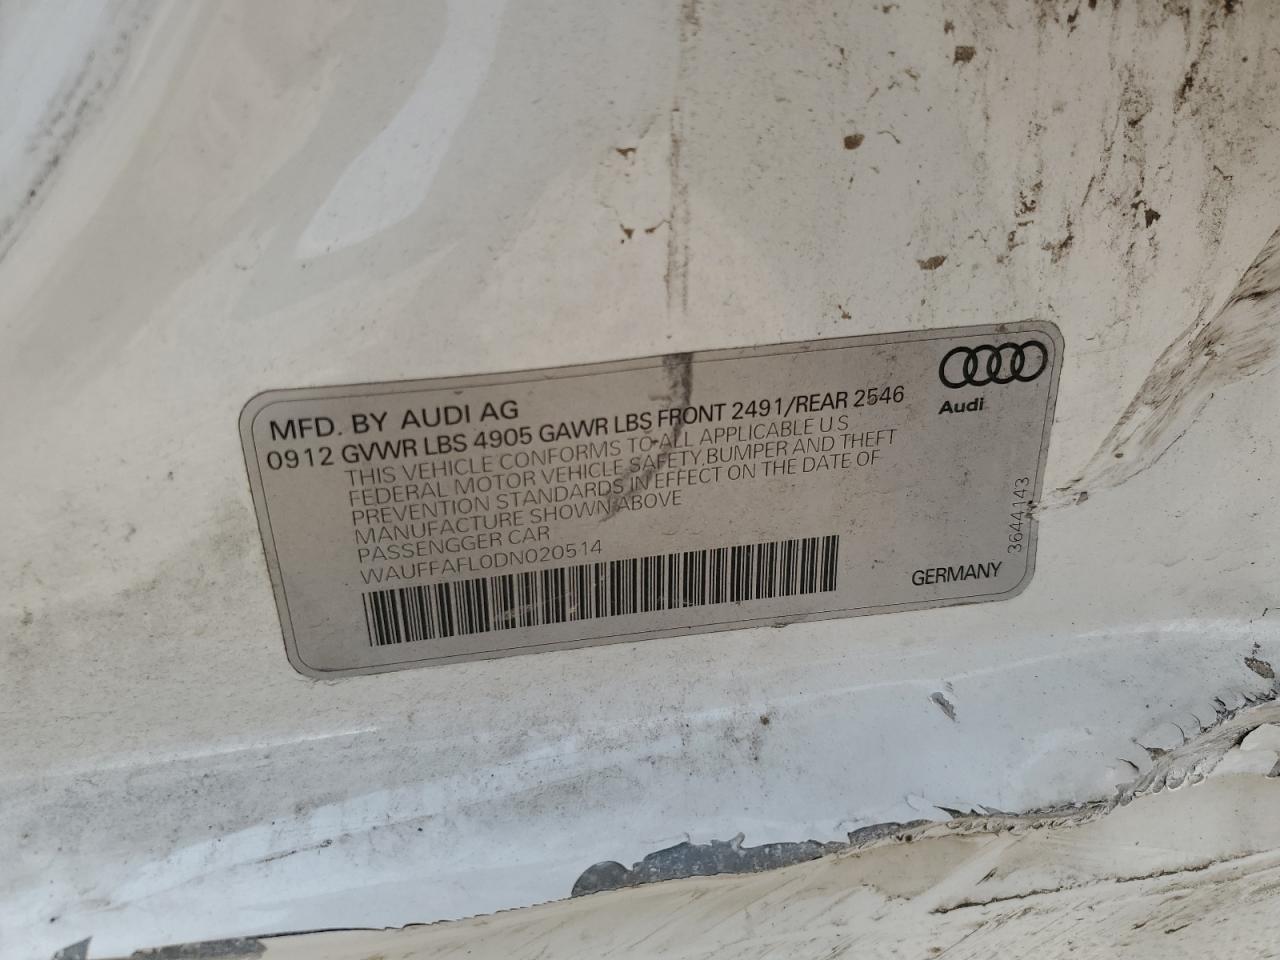 MFD. BY AUDI AG
0912 GVWR LBS 4905 GAWR LBS FRONT 2491/REAR 2546
THIS VEHICLE CONFORMS TO ALL APPLICABLE U S
FEDERAL MOTOR VEHICLE SAFETY,BUMPER AND THEFT
PREVENTION STANDARDS IN EFFECT ON THE DATE OF
MANUFACTURE SHOWN ABOVE
PASSENGGER CAR
WAUFFAFL0DN020514
Audi
GERMANY
3644143